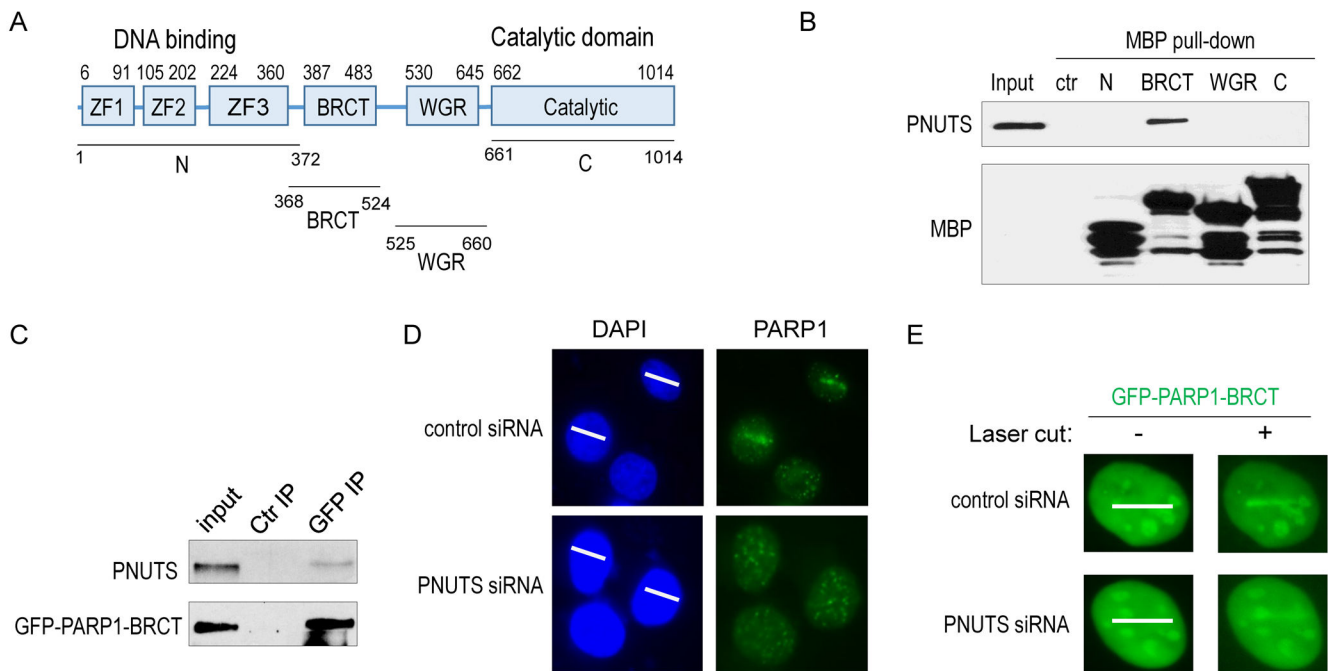 A
DNA binding
Catalytic domain
6 91 105 202 224 360 387 483 530 645 662 1014
ZF1 ZF2 ZF3 BRCT WGR Catalytic
1 N 372 661 C 1014
368 BRCT 524
525 WGR 660
B
MBP pull-down
Input ctr N BRCT WGR C
PNUTS
MBP
C
input Ctr IP GFP IP
PNUTS
GFP-PARP1-BRCT
D
DAPI PARP1
control siRNA
PNUTS siRNA
E
GFP-PARP1-BRCT
Laser cut: - +
control siRNA
PNUTS siRNA